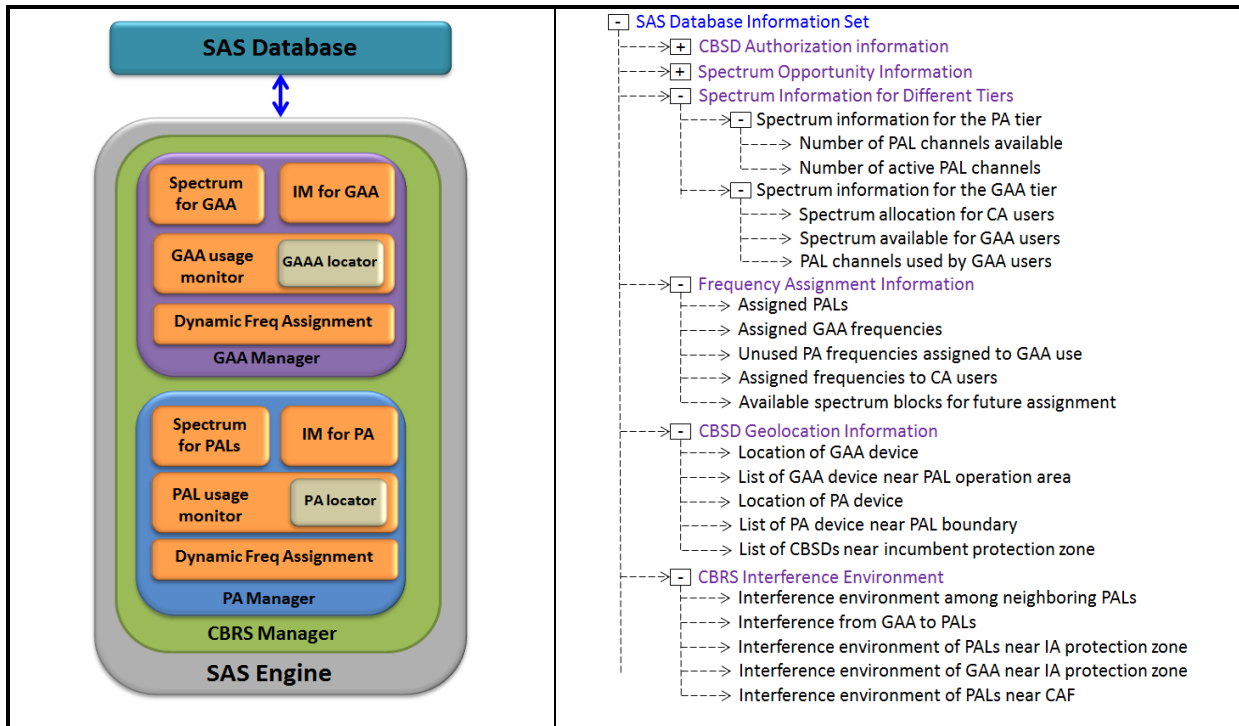 SAS Database
Spectrum
for GAA
IM for GAA
GAA usage
monitor
GAAA locator
Dynamic Freq Assignment
GAA Manager
Spectrum
for PALs
IM for PA
PAL usage
monitor
PA locator
Dynamic Freq Assignment
PA Manager
CBRS Manager
SAS Engine
- SAS Database Information Set
+ CBSD Authorization information
+ Spectrum Opportunity Information
- Spectrum Information for Different Tiers
- Spectrum information for the PA tier
Number of PAL channels available
Number of active PAL channels
- Spectrum information for the GAA tier
Spectrum allocation for CA users
Spectrum available for GAA users
PAL channels used by GAA users
- Frequency Assignment Information
Assigned PALs
Assigned GAA frequencies
Unused PA frequencies assigned to GAA use
Assigned frequencies to CA users
Available spectrum blocks for future assignment
- CBSD Geolocation Information
Location of GAA device
List of GAA device near PAL operation area
Location of PA device
List of PA device near PAL boundary
List of CBSDs near incumbent protection zone
- CBRS Interference Environment
Interference environment among neighboring PALs
Interference from GAA to PALs
Interference environment of PALs near IA protection zone
Interference environment of GAA near IA protection zone
Interference environment of PALs near CAF